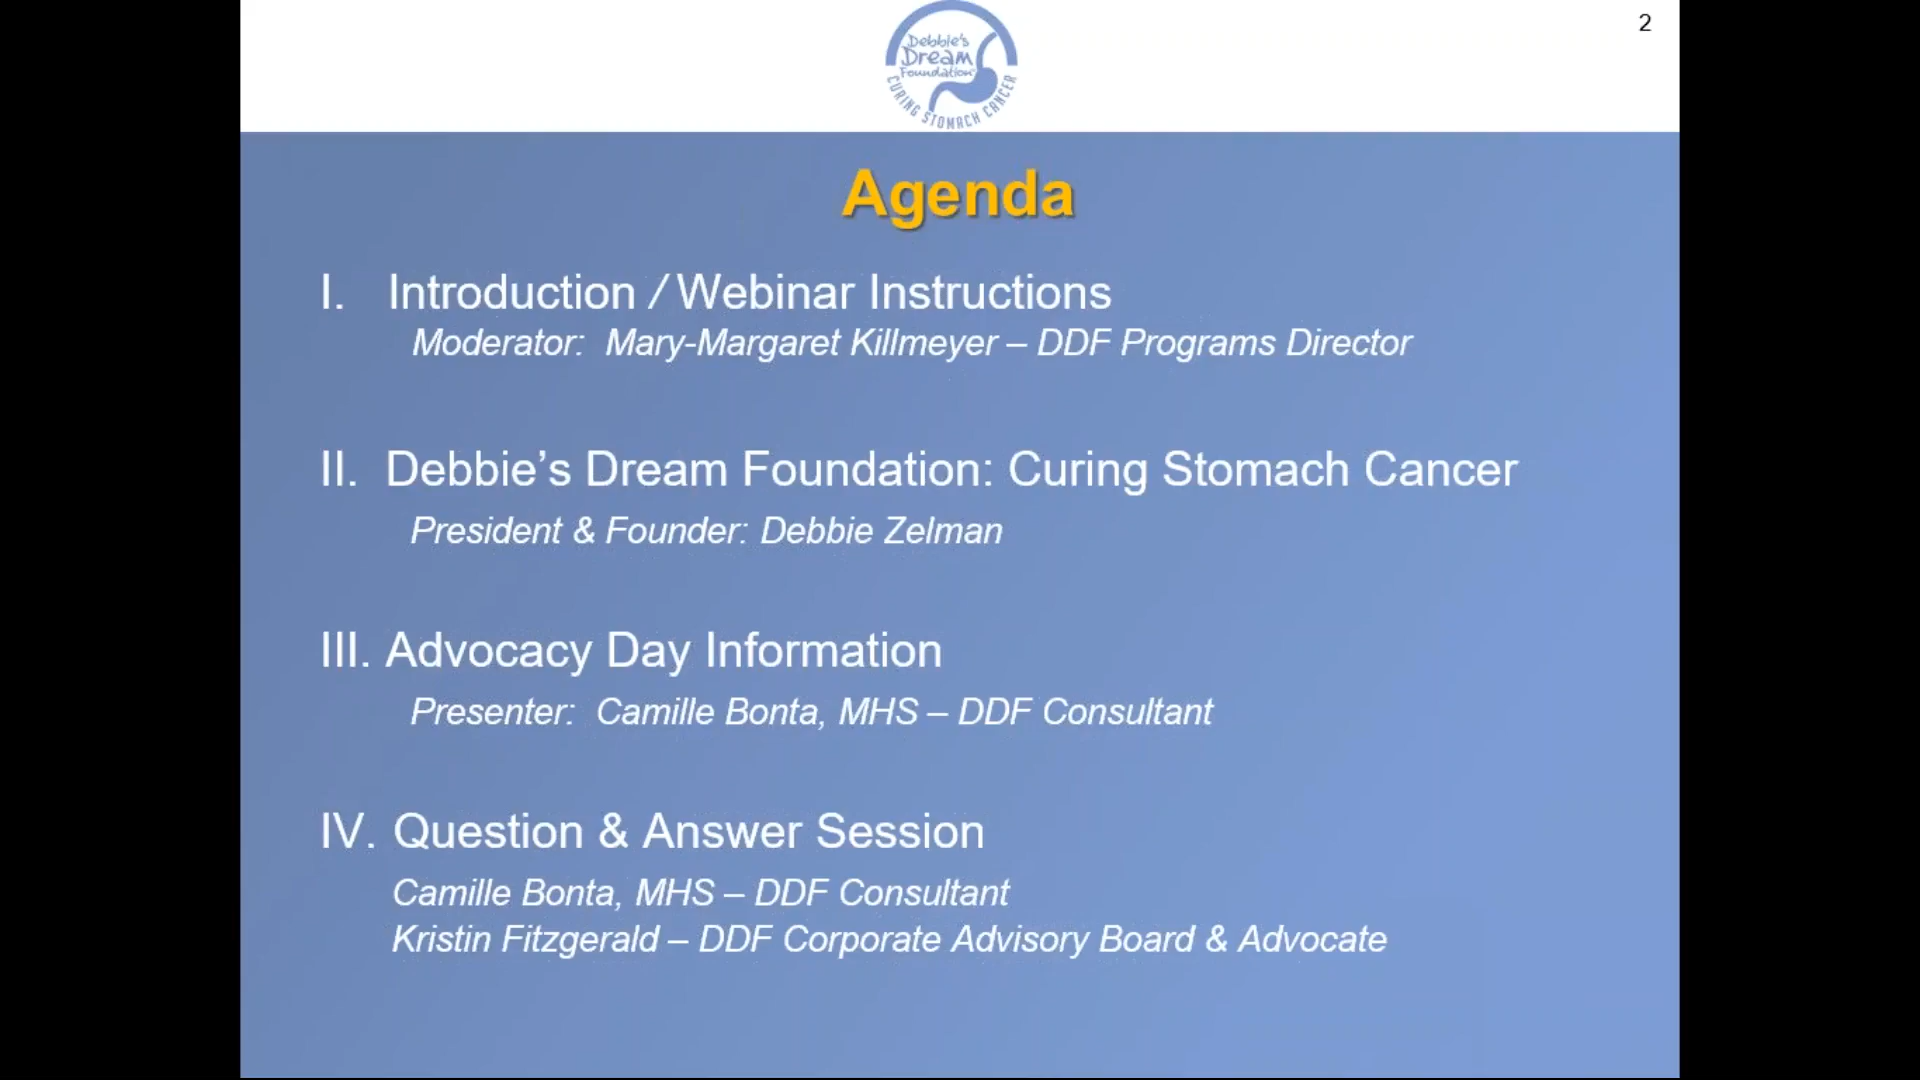 Debbie's
Dream
Foundation
CURING STOMACH CANCER
2
Agenda
I. Introduction / Webinar Instructions
Moderator: Mary-Margaret Killmeyer – DDF Programs Director
II. Debbie’s Dream Foundation: Curing Stomach Cancer
President & Founder: Debbie Zelman
III. Advocacy Day Information
Presenter: Camille Bonta, MHS – DDF Consultant
IV. Question & Answer Session
Camille Bonta, MHS – DDF Consultant
Kristin Fitzgerald – DDF Corporate Advisory Board & Advocate